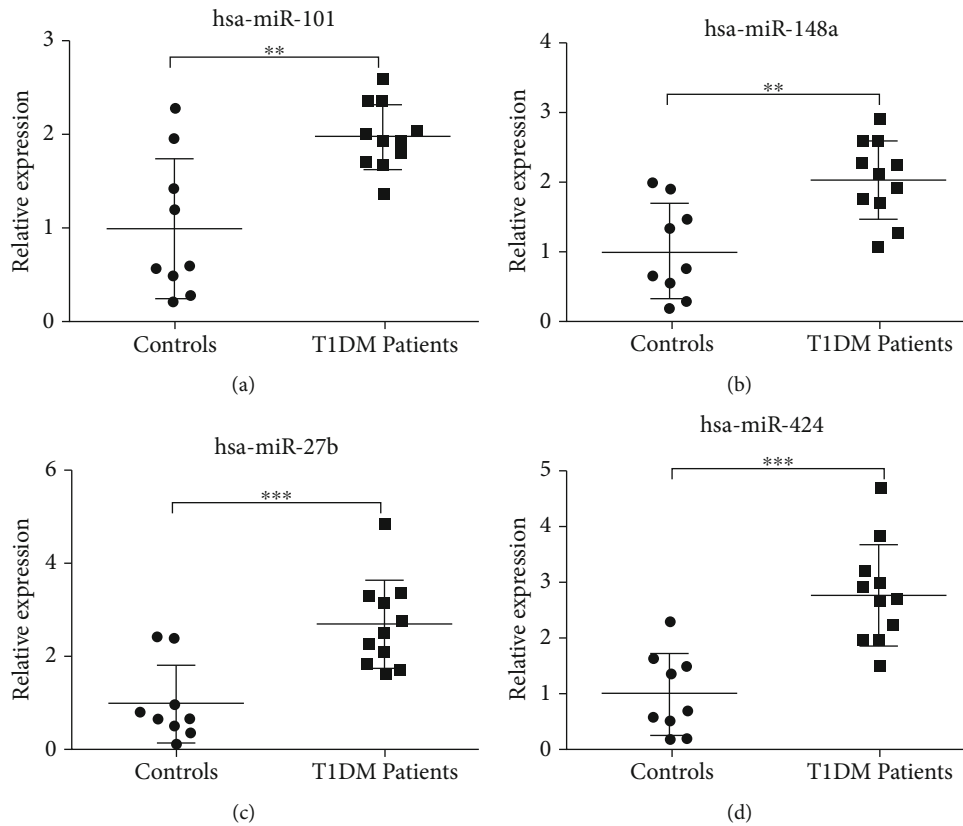 hsa-miR-101
3
2
1
0
Relative expression
**
Controls
T1DM Patients
(a)
hsa-miR-148a
4
3
2
1
0
Relative expression
**
Controls
T1DM Patients
(b)
hsa-miR-27b
6
4
2
0
Relative expression
***
Controls
T1DM Patients
(c)
hsa-miR-424
5
4
3
2
1
0
Relative expression
***
Controls
T1DM Patients
(d)